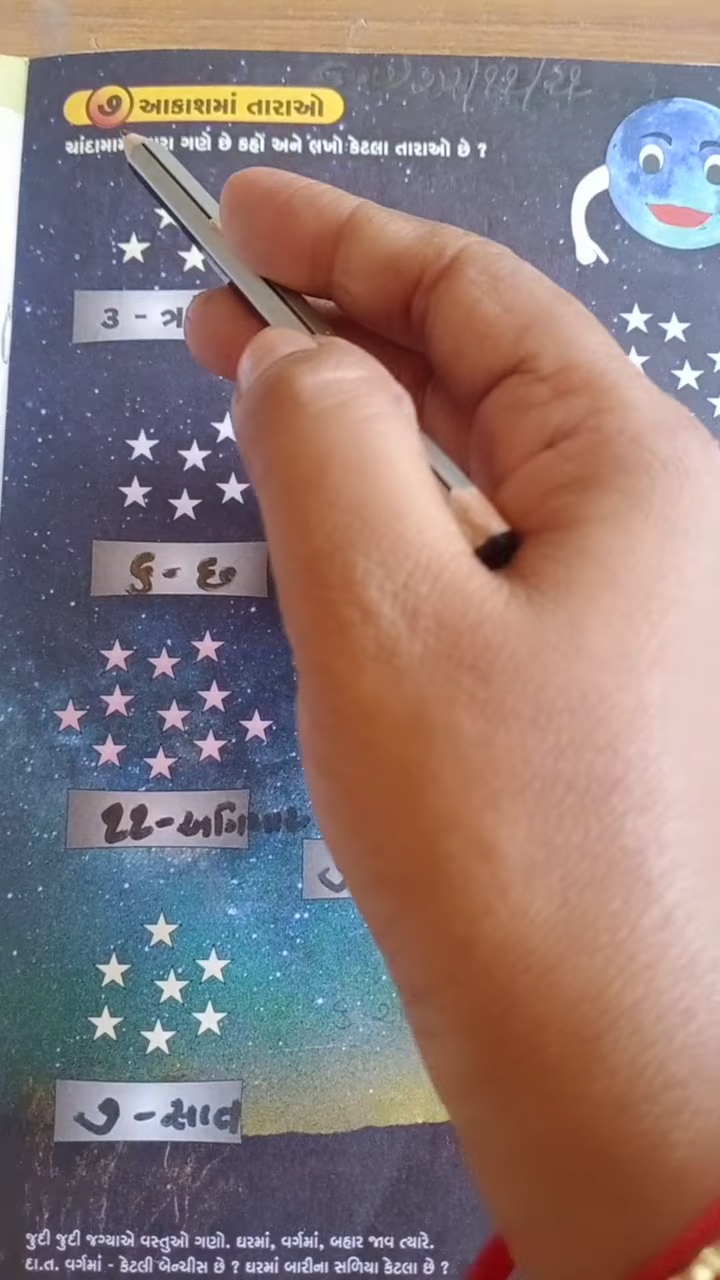 ૭ આકાશમાં તારાઓ
ગણે છે કહો અને લખો કેટલા તારાઓ છે ?
૩ - ત્ર
૬ - છ
૧૧ - અગિયાર
૭ - સાત
જુદી જુદી જગ્યાએ વસ્તુઓ ગણો. ઘરમાં, વર્ગમાં, બહાર જાવ ત્યારે.
દા.ત. વર્ગમાં - કેટલી બેન્ચીસ છે ? ઘરમાં બારીના સળિયા કેટલા છે ?